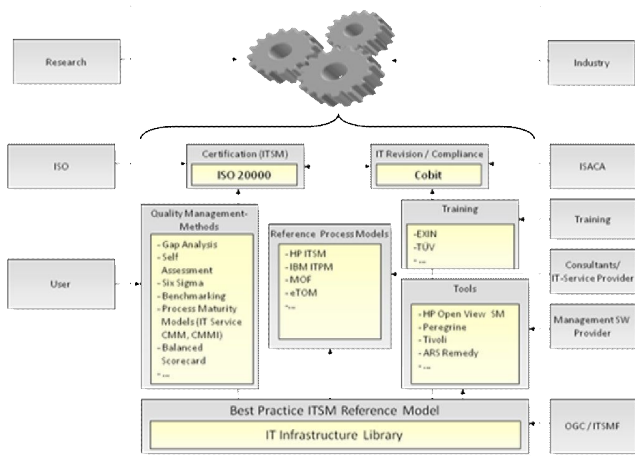 Research
Industry
Certification (ITSM)
ISO 20000
IT Revision / Compliance
Cobit
ISO
ISACA
Quality Management-
Methods
- Gap Analysis
- Self
Assessment
- Six Sigma
- Benchmarking
- Process Maturity
Models (IT Service
CMM, CMMI)
- Balanced
Scorecard
- ...
Reference Process Models
- HP ITSM
- IBM ITPM
- MOF
- eTOM
-...
Training
-EXIN
-TÜV
- ...
Training
User
Consultants/
IT-Service Provider
Tools
- HP Open View SM
- Peregrine
- Tivoli
- ARS Remedy
- ...
Management SW
Provider
Best Practice ITSM Reference Model
IT Infrastructure Library
OGC / ITSMF